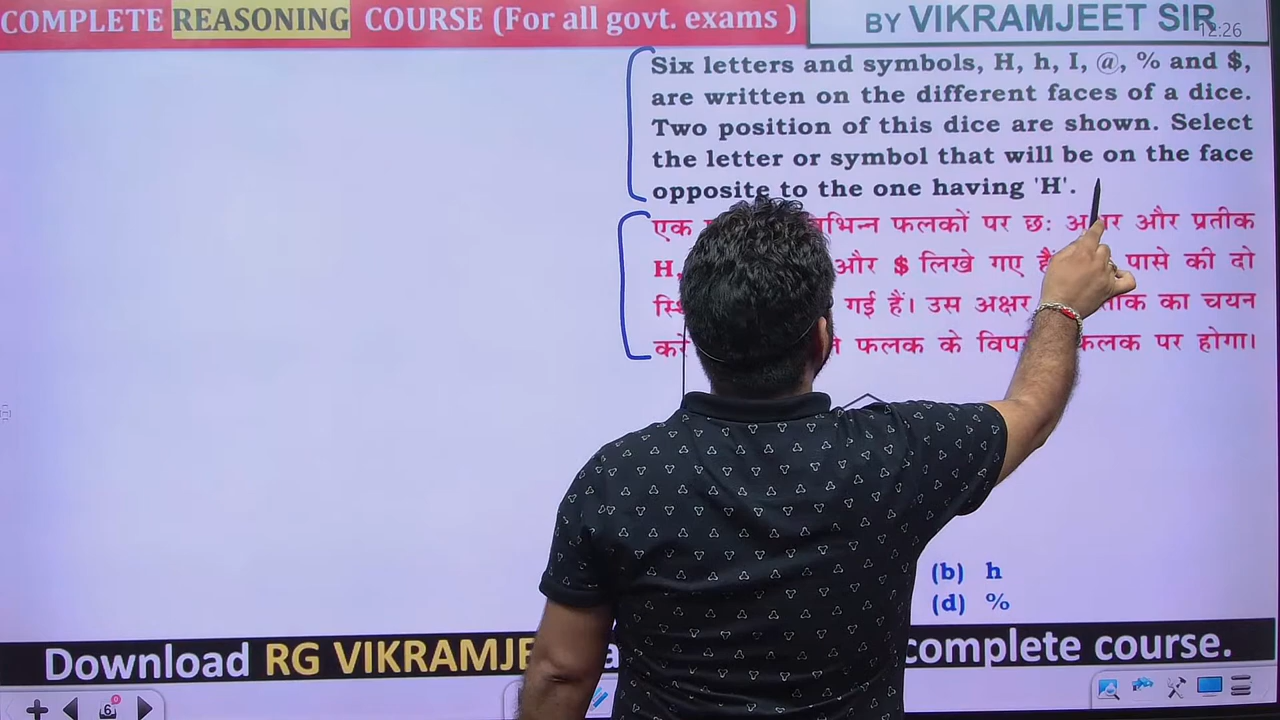 COMPLETE REASONING COURSE (For all govt. exams )
BY VIKRAMJEET SIR
12:26
Six letters and symbols, H, h, I, @, % and $,
are written on the different faces of a dice.
Two position of this dice are shown. Select
the letter or symbol that will be on the face
opposite to the one having 'H'.
एक फलकों पर छः और प्रतीक
H, और $ लिखे गए पासे की दो
गई हैं। उस अक्षर का चयन
फलक के फलक पर होगा।
(b) h
(d) %
Download RG complete course.
6